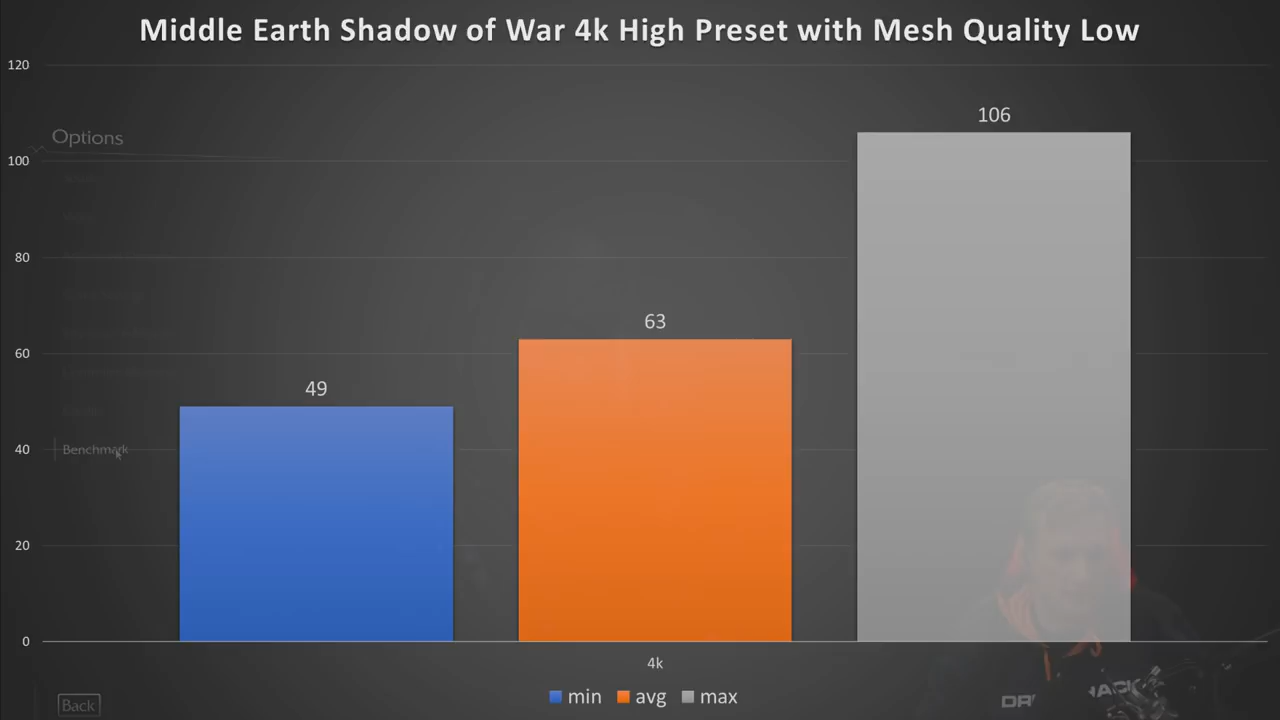 Middle Earth Shadow of War 4k High Preset with Mesh Quality Low
120
106
Options
100
80
63
60
49
40
Benchmark
20
0
4k
min avg max
Back